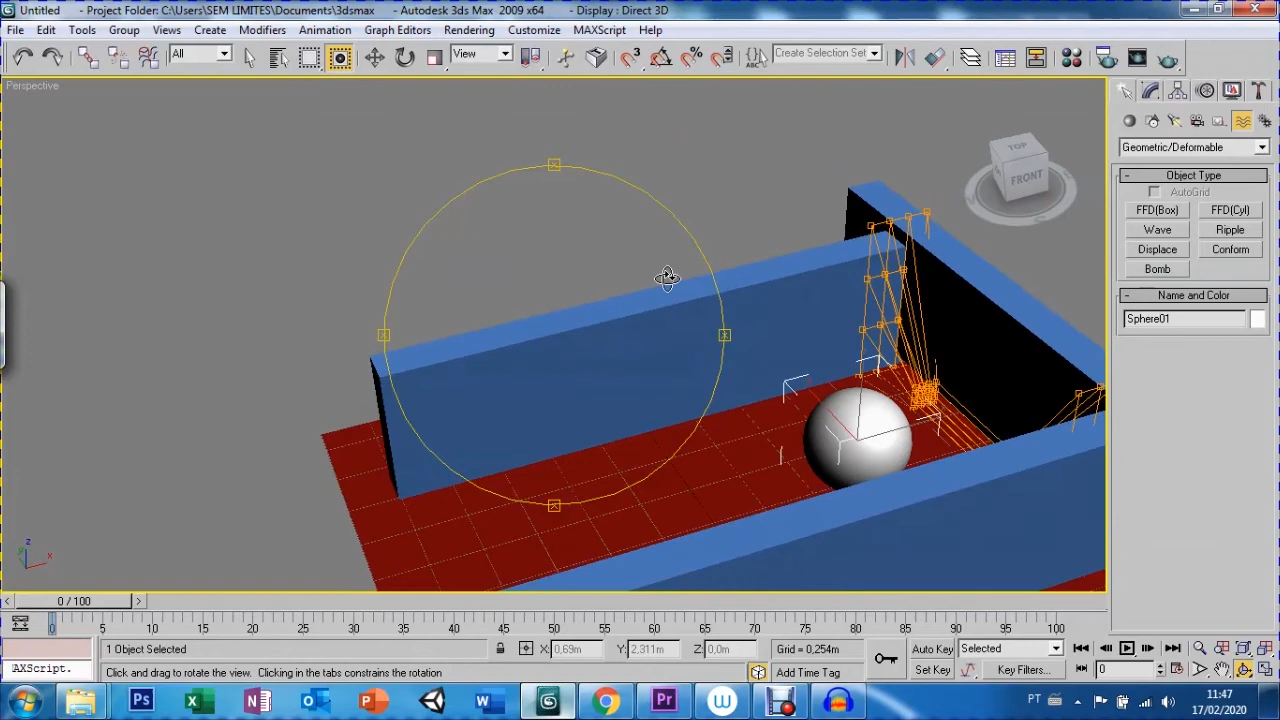 Untitled - Project Folder: C:\Users\SEM LIMITES\Documents\3dsmax - Autodesk 3ds Max 2009 x64 - Display : Direct 3D
File Edit Tools Group Views Create Modifiers Animation Graph Editors Rendering Customize MAXScript Help
All View 3 % ABC Create Selection Set
Perspective
TOP
FRONT
Geometric/Deformable
- Object Type
AutoGrid
FFD(Box) FFD(Cyl)
Wave Ripple
Displace Conform
Bomb
- Name and Color
Sphere01
z
y
x
< 0 / 100 >
0 5 10 15 20 25 30 35 40 45 50 55 60 65 70 75 80 85 90 95 100
1 Object Selected X: 0,69m Y: 2,311m Z: 0,0m Grid = 0,254m Auto Key Selected
AXScript. Click and drag to rotate the view. Clicking in the tabs constrains the rotation Add Time Tag Set Key Key Filters... 0
Ps X N O P W 3 Pr W PT 11:47
17/02/2020